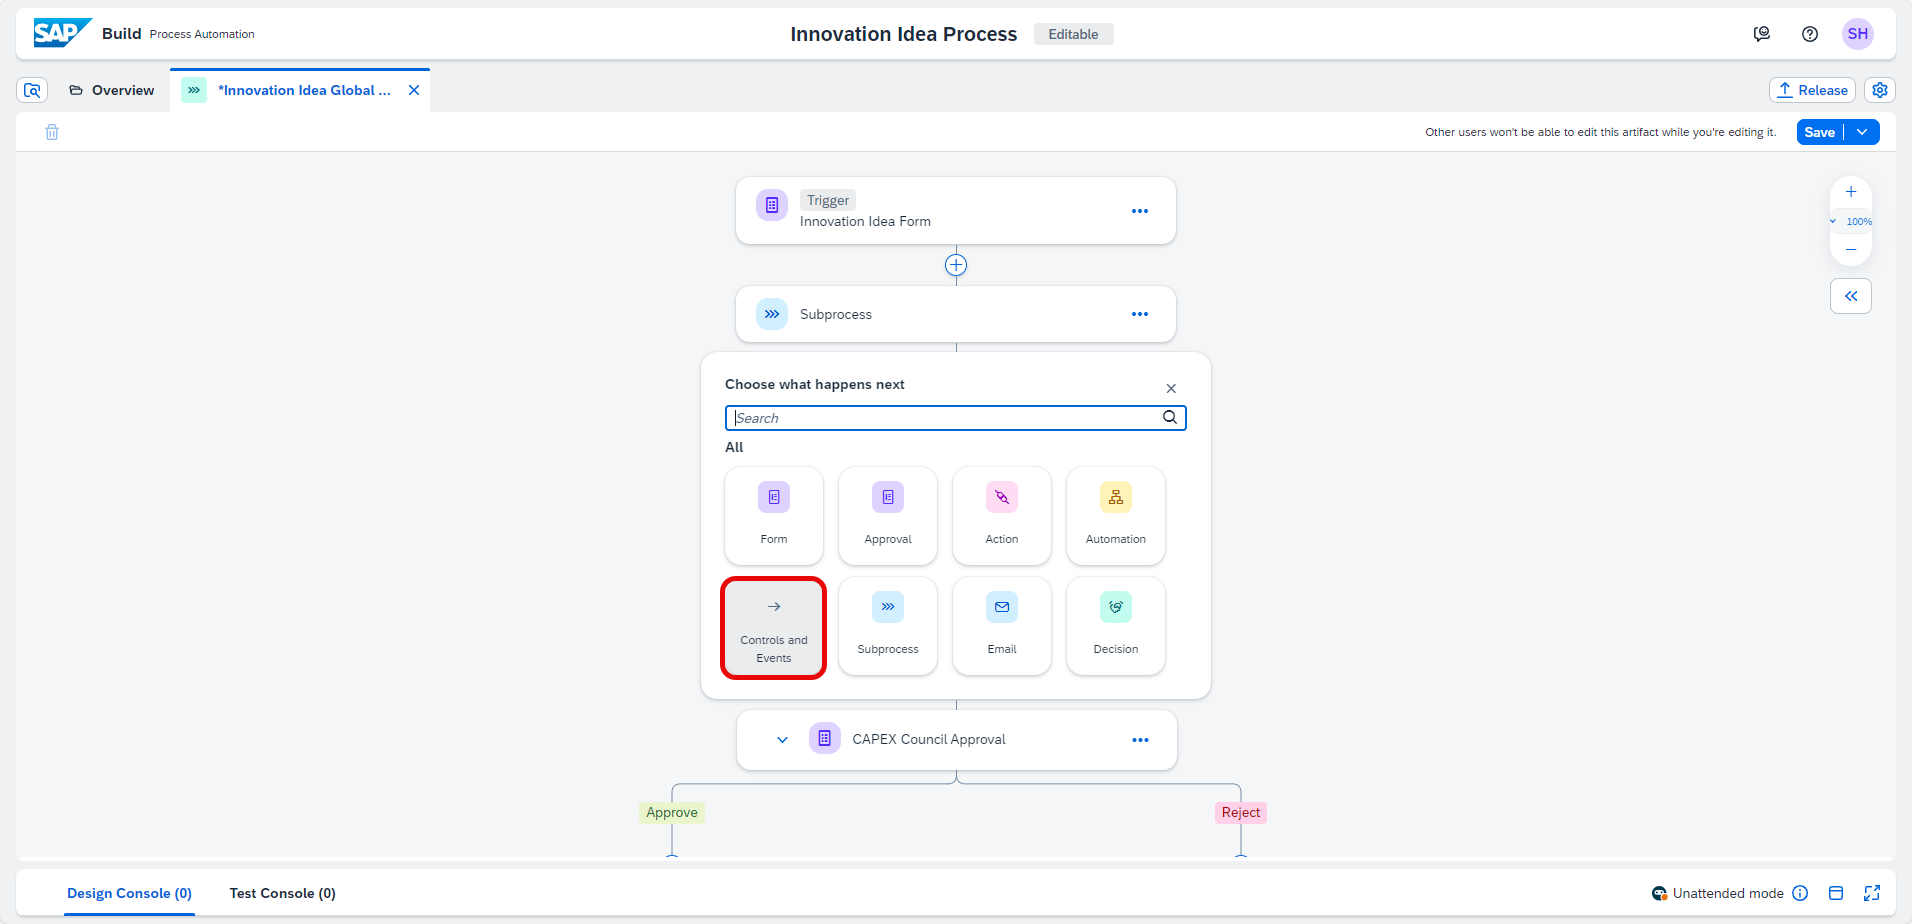 SAP Build Process Automation
Innovation Idea Process Editable
SH
Overview
*Innovation Idea Global ...
Release
Other users won't be able to edit this artifact while you're editing it.
Save
Trigger
Innovation Idea Form
100%
Subprocess
Choose what happens next
Search
All
Form
Approval
Action
Automation
Controls and
Events
Subprocess
Email
Decision
CAPEX Council Approval
Approve
Reject
Design Console (0)
Test Console (0)
Unattended mode